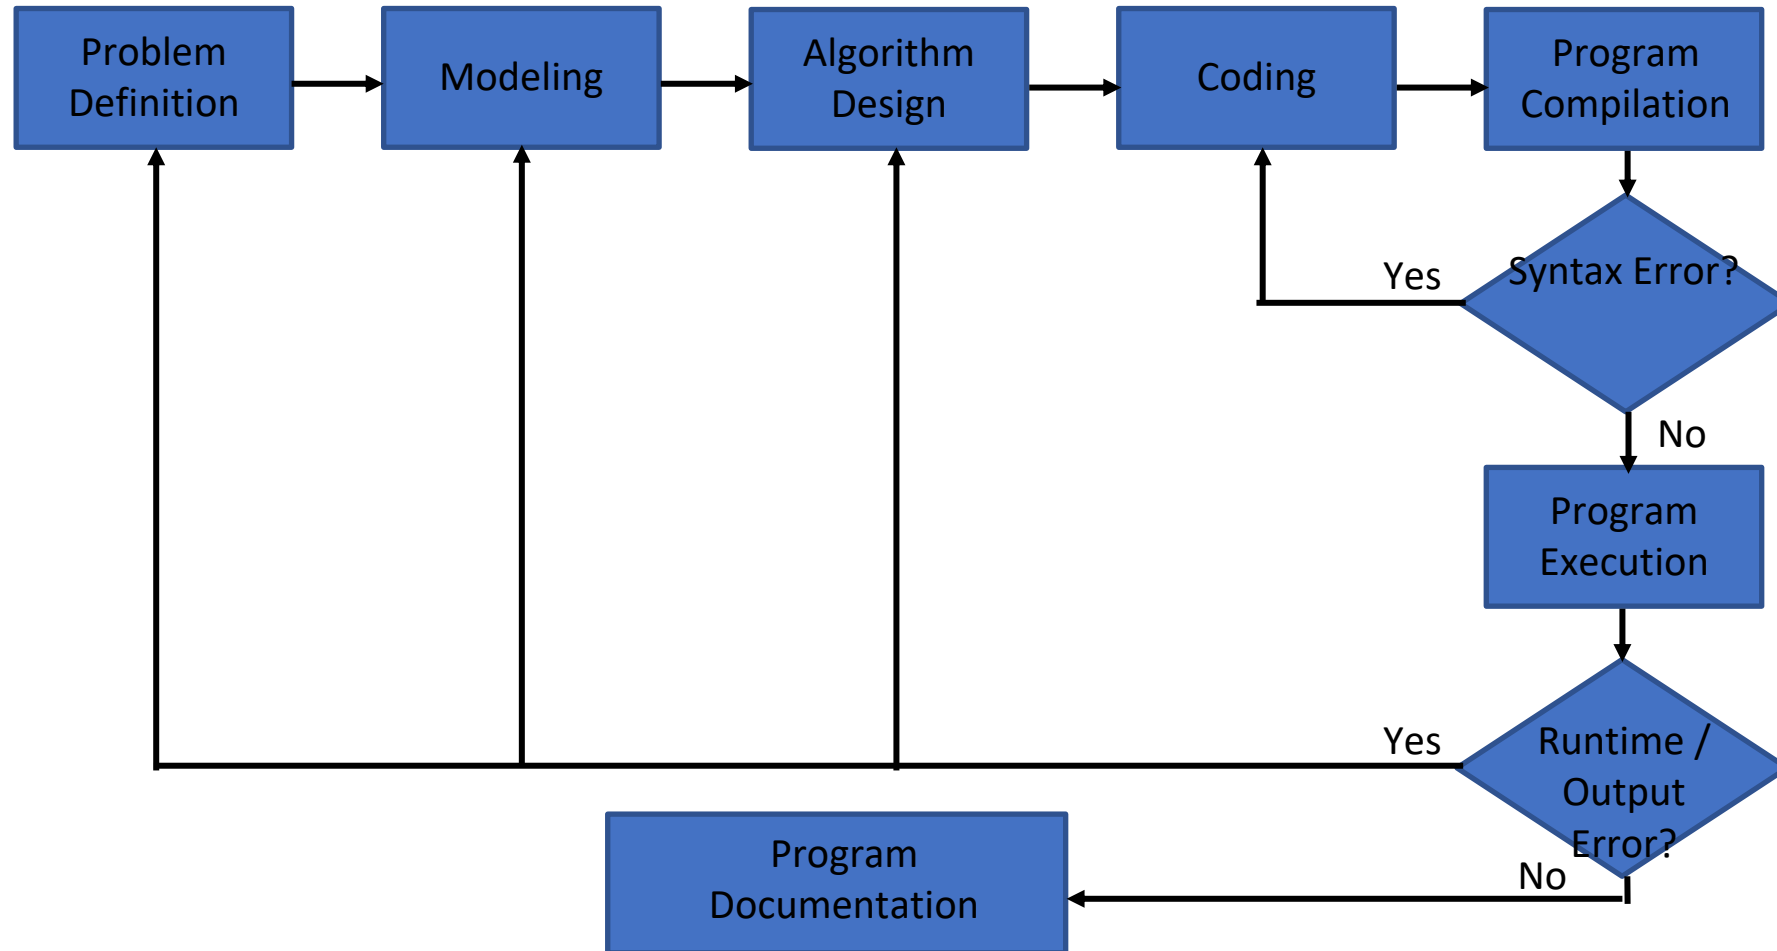 Problem
Definition
Modeling
Algorithm
Design
Coding
Program
Compilation
Yes
Syntax Error?
No
Program
Execution
Yes
Runtime /
Output
Error?
No
Program
Documentation